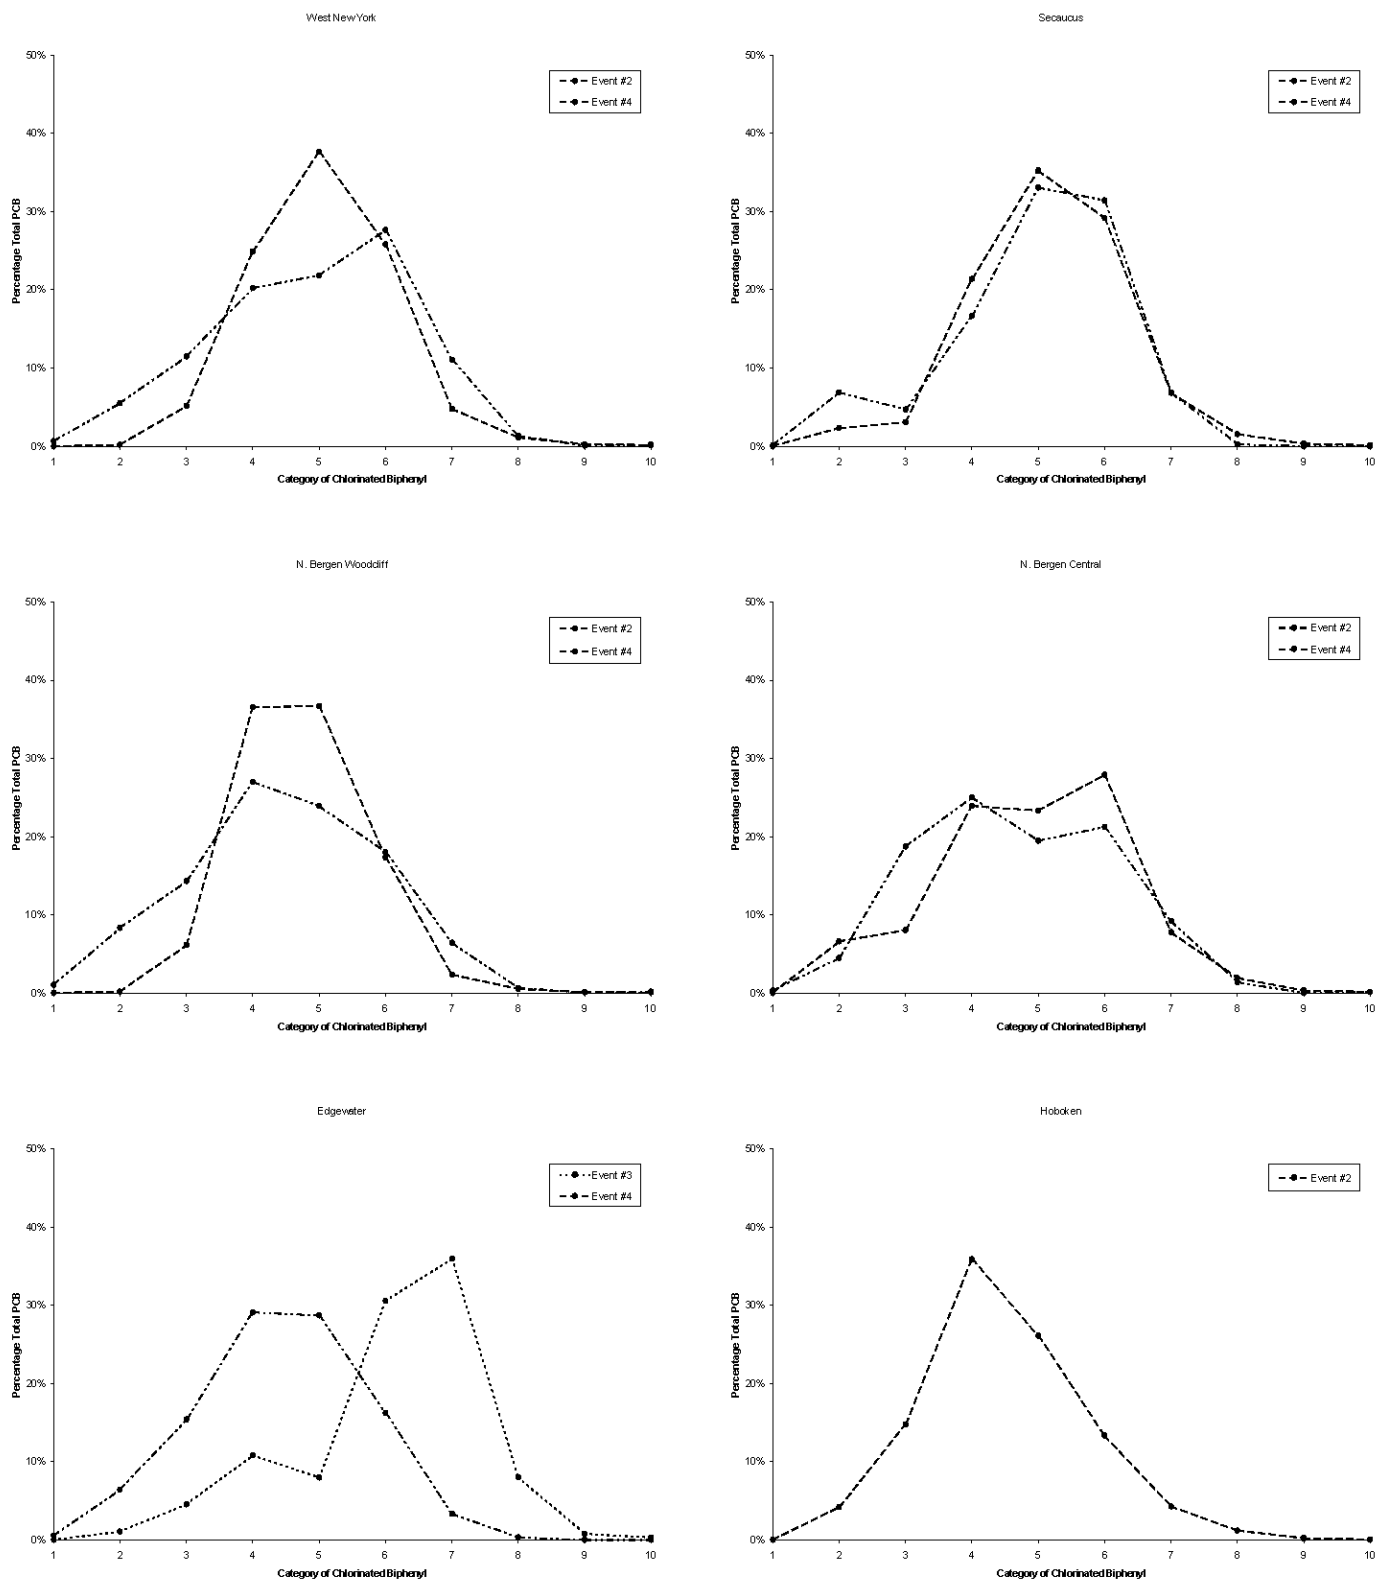 West New York
50%
40%
30%
20%
10%
0%
Percentage Total PCB
Event #2
Event #4
1 2 3 4 5 6 7 8 9 10
Category of Chlorinated Biphenyl
Secaucus
50%
40%
30%
20%
10%
0%
Percentage Total PCB
Event #2
Event #4
1 2 3 4 5 6 7 8 9 10
Category of Chlorinated Biphenyl
N. Bergen Woodcliff
50%
40%
30%
20%
10%
0%
Percentage Total PCB
Event #2
Event #4
1 2 3 4 5 6 7 8 9 10
Category of Chlorinated Biphenyl
N. Bergen Central
50%
40%
30%
20%
10%
0%
Percentage Total PCB
Event #2
Event #4
1 2 3 4 5 6 7 8 9 10
Category of Chlorinated Biphenyl
Edgewater
50%
40%
30%
20%
10%
0%
Percentage Total PCB
Event #3
Event #4
1 2 3 4 5 6 7 8 9 10
Category of Chlorinated Biphenyl
Hoboken
50%
40%
30%
20%
10%
0%
Percentage Total PCB
Event #2
1 2 3 4 5 6 7 8 9 10
Category of Chlorinated Biphenyl